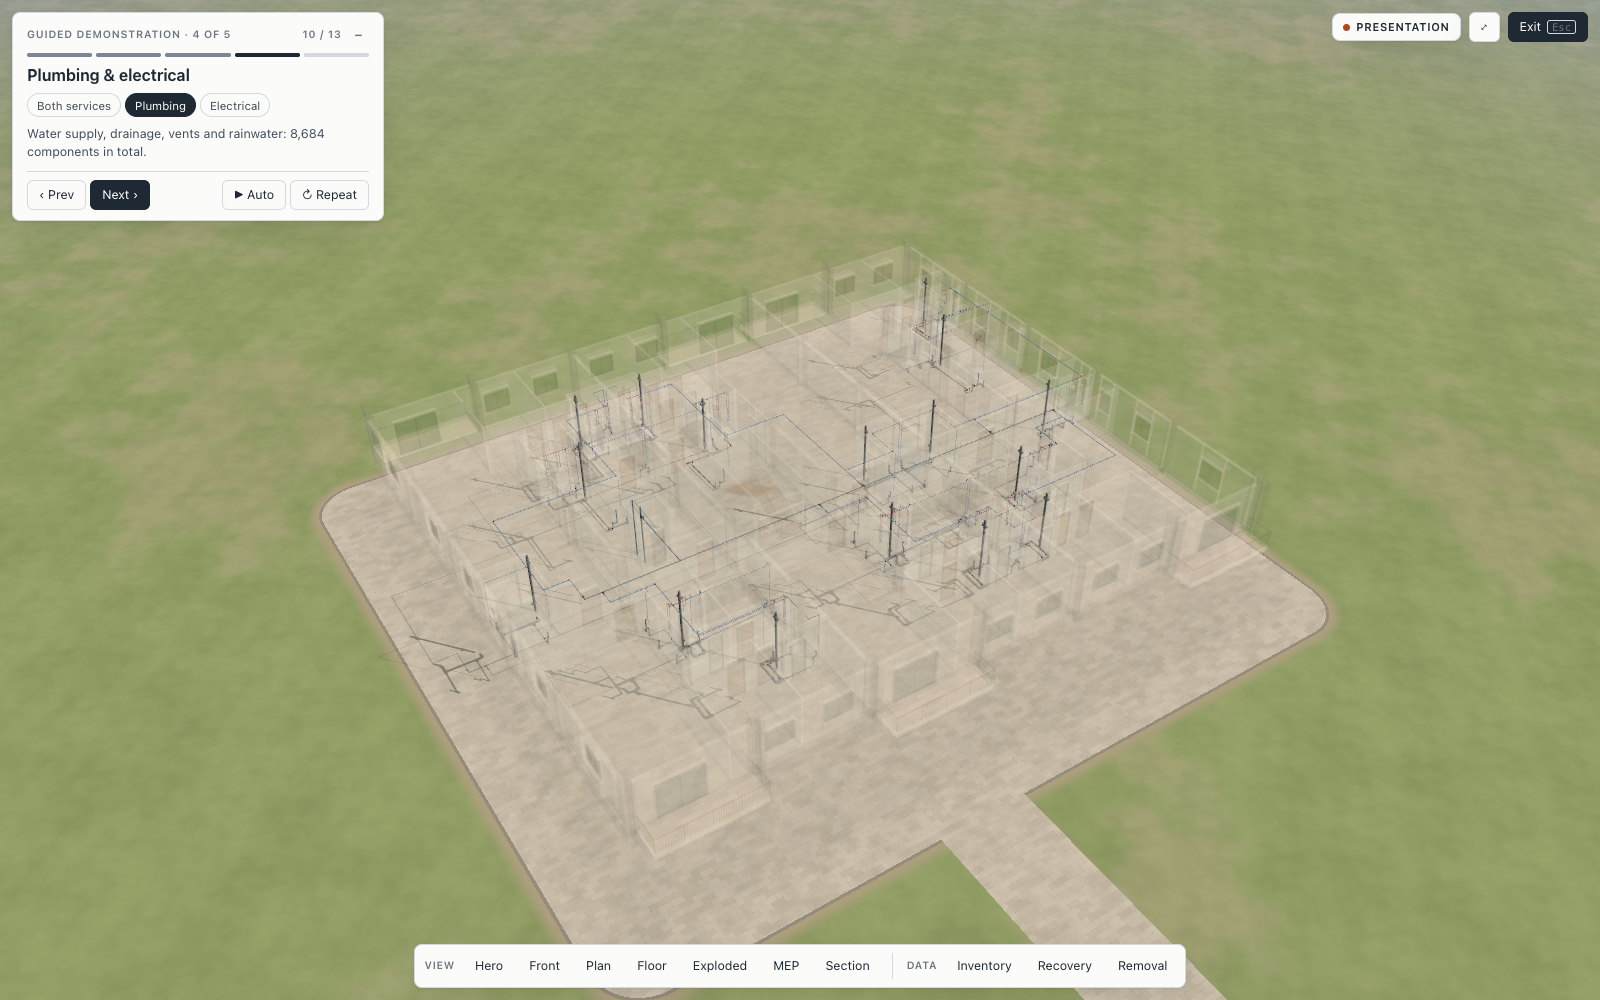 GUIDED DEMONSTRATION · 4 OF 5
10 / 13 –
Plumbing & electrical
Both services
Plumbing
Electrical
Water supply, drainage, vents and rainwater: 8,684
components in total.
‹ Prev
Next ›
▶ Auto
↻ Repeat
PRESENTATION
Exit Esc
VIEW Hero Front Plan Floor Exploded MEP Section DATA Inventory Recovery Removal